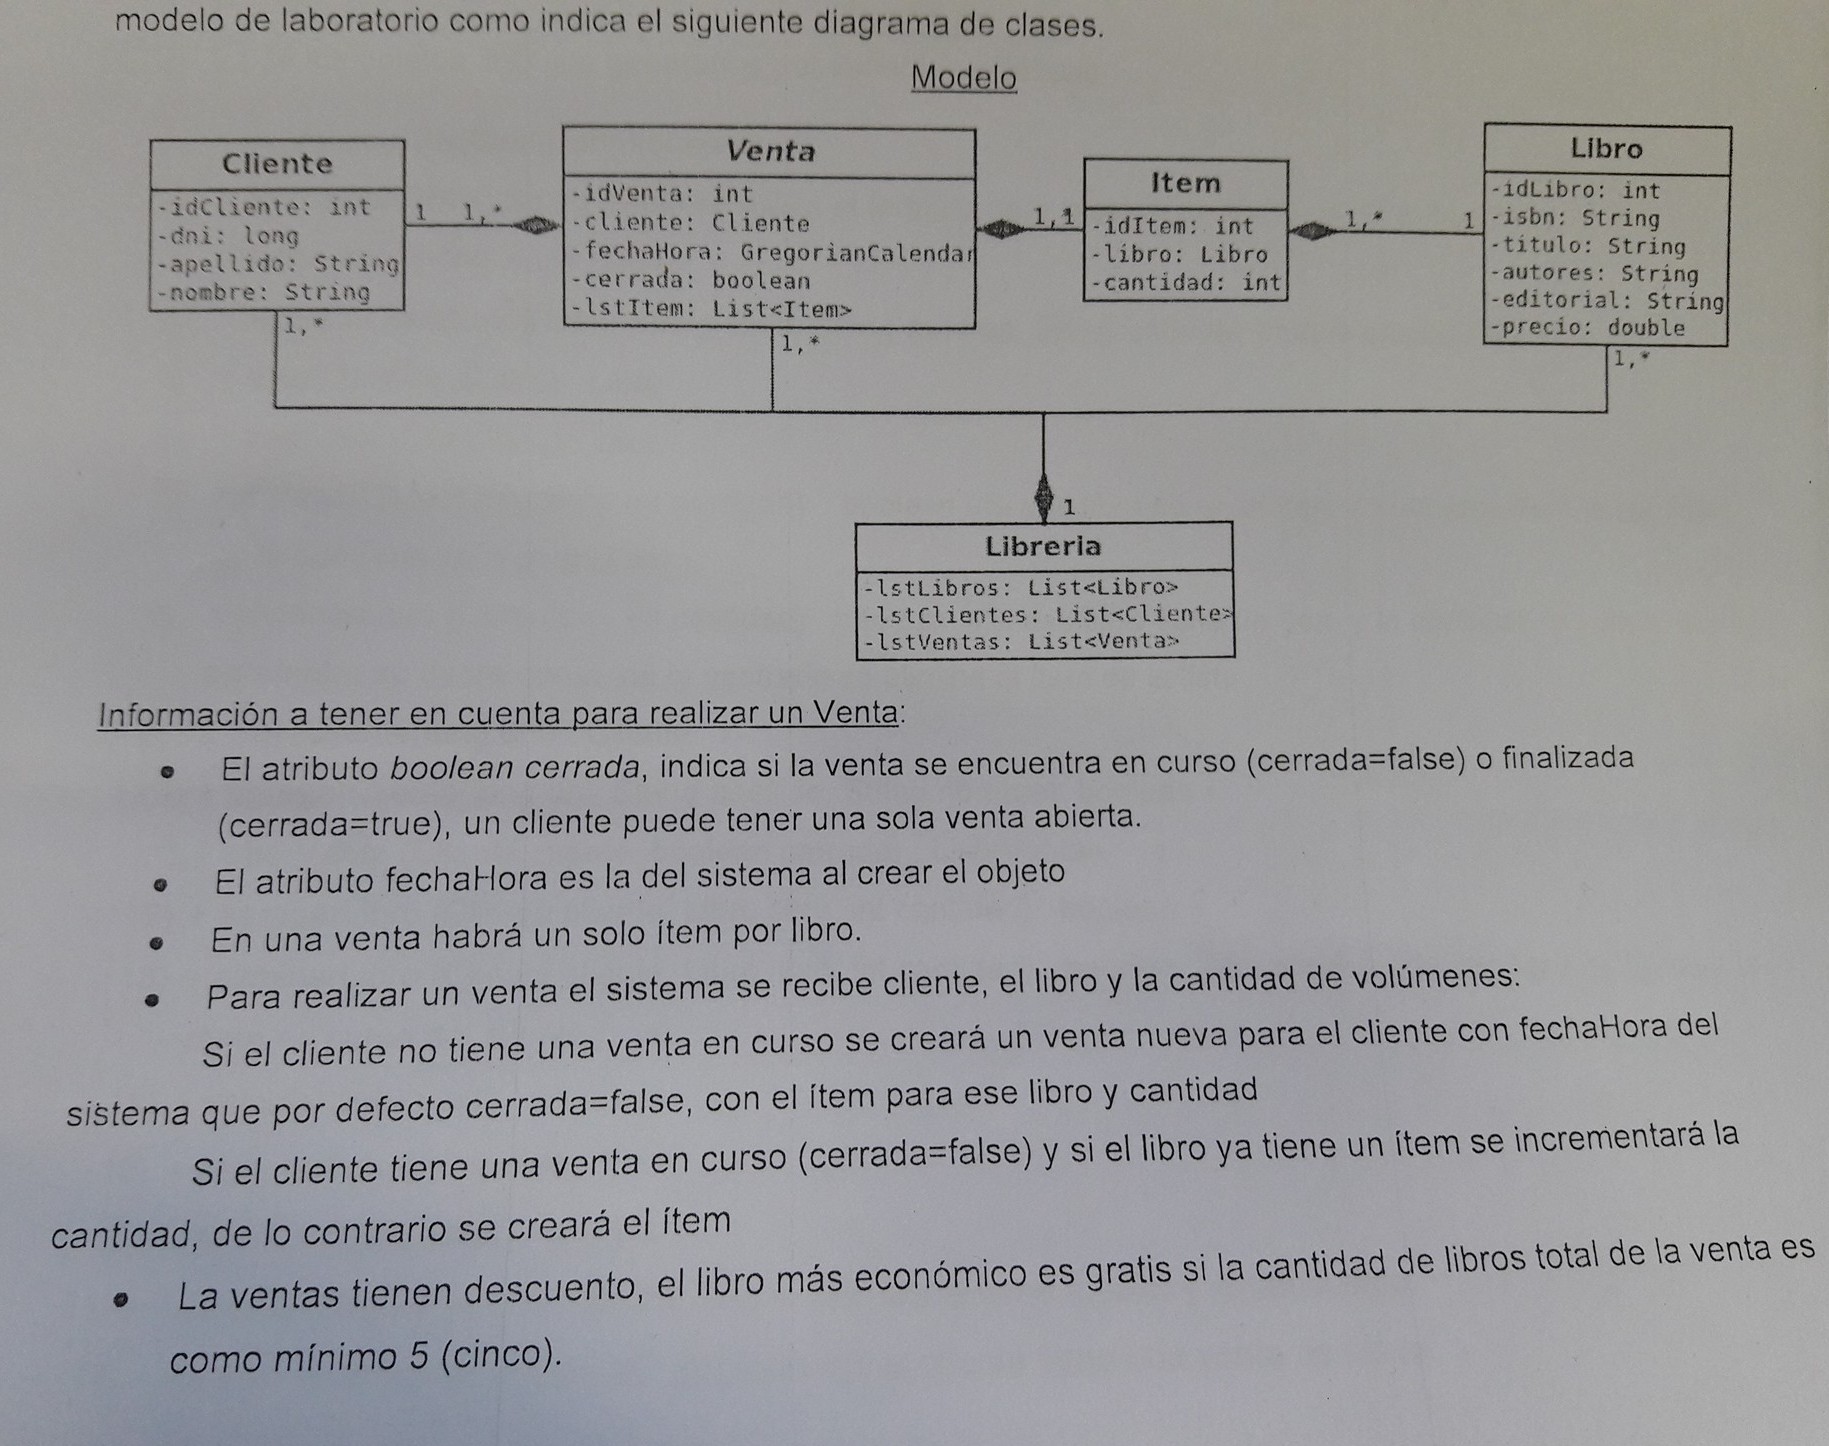 modelo de laboratorio como indica el siguiente diagrama de clases.
Modelo
Cliente
-idCliente: int
-dni: long
-apellido: String
-nombre: String
1 1,*
1,*
Venta
-idVenta: int
-cliente: Cliente
-fechaHora: GregorianCalendar
-cerrada: boolean
-lstItem: List<Item>
1,*
1,1
Item
-idItem: int
-libro: Libro
-cantidad: int
1,* 1
Libro
-idLibro: int
-isbn: String
-titulo: String
-autores: String
-editorial: String
-precio: double
1,*
1
Libreria
-lstLibros: List<Libro>
-lstClientes: List<Cliente>
-lstVentas: List<Venta>
Información a tener en cuenta para realizar un Venta:
• El atributo boolean cerrada, indica si la venta se encuentra en curso (cerrada=false) o finalizada
(cerrada=true), un cliente puede tener una sola venta abierta.
• El atributo fechaHora es la del sistema al crear el objeto
• En una venta habrá un solo ítem por libro.
• Para realizar un venta el sistema se recibe cliente, el libro y la cantidad de volúmenes:
Si el cliente no tiene una venta en curso se creará un venta nueva para el cliente con fechaHora del
sistema que por defecto cerrada=false, con el ítem para ese libro y cantidad
Si el cliente tiene una venta en curso (cerrada=false) y si el libro ya tiene un ítem se incrementará la
cantidad, de lo contrario se creará el ítem
• La ventas tienen descuento, el libro más económico es gratis si la cantidad de libros total de la venta es
como mínimo 5 (cinco).